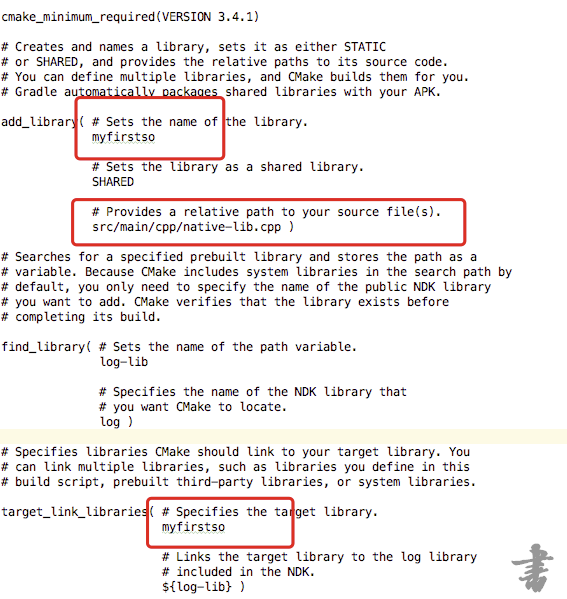 cmake_minimum_required(VERSION 3.4.1)
# Creates and names a library, sets it as either STATIC
# or SHARED, and provides the relative paths to its source code.
# You can define multiple libraries, and CMake builds them for you.
# Gradle automatically packages shared libraries with your APK.
add_library( # Sets the name of the library.
myfirstso
# Sets the library as a shared library.
SHARED
# Provides a relative path to your source file(s).
src/main/cpp/native-lib.cpp )
# Searches for a specified prebuilt library and stores the path as a
# variable. Because CMake includes system libraries in the search path by
# default, you only need to specify the name of the public NDK library
# you want to add. CMake verifies that the library exists before
# completing its build.
find_library( # Sets the name of the path variable.
log-lib
# Specifies the name of the NDK library that
# you want CMake to locate.
log )
# Specifies libraries CMake should link to your target library. You
# can link multiple libraries, such as libraries you define in this
# build script, prebuilt third-party libraries, or system libraries.
target_link_libraries( # Specifies the target library.
myfirstso
# Links the target library to the log library
# included in the NDK.
${log-lib} )
書